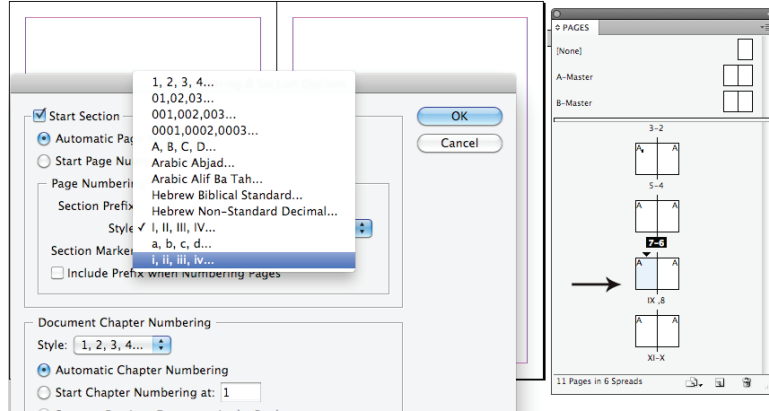 1, 2, 3, 4...
01,02,03...
001,002,003...
0001,0002,0003...
A, B, C, D...
Arabic Abjad...
Arabic Alif Ba Tah...
Hebrew Biblical Standard...
Hebrew Non-Standard Decimal...
✓ I, II, III, IV...
a, b, c, d...
i, ii, iii, iv...
Start Section
Automatic Pag
Start Page Nu
Page Numberin
Section Prefix
Style
Section Marke
Include Prefix when Numbering Pages
OK
Cancel
Document Chapter Numbering
Style: 1, 2, 3, 4...
Automatic Chapter Numbering
Start Chapter Numbering at: 1
PAGES
[None]
A-Master
B-Master
3-2
A A
5-4
A A
7-6
A A
IX ,8
A A
XI-X
11 Pages in 6 Spreads